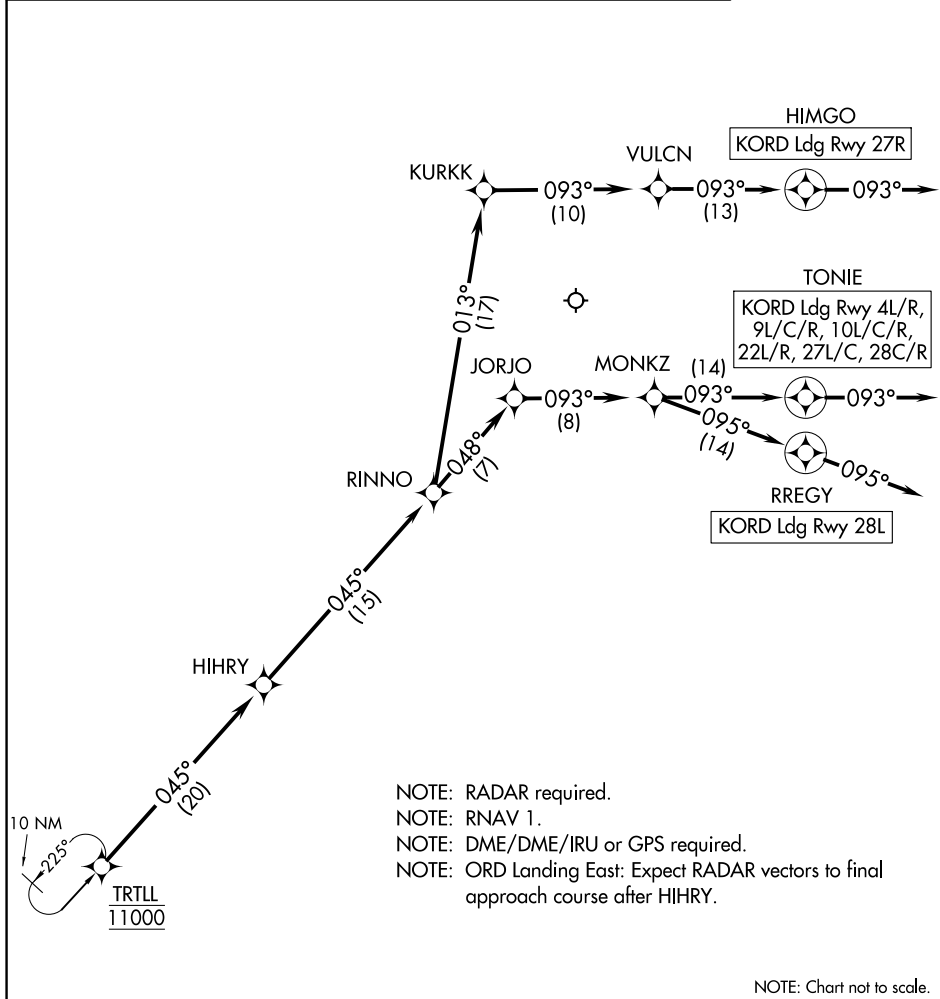 HIMGO
KORD Ldg Rwy 27R
VULCN
KURKK
093°
(10)
093°
(13)
093°
013°
(17)
TONIE
KORD Ldg Rwy 4L/R,
9L/C/R, 10L/C/R,
22L/R, 27L/C, 28C/R
JORJO
MONKZ
(14)
093°
(8)
093°
093°
095°
(14)
095°
RREGY
KORD Ldg Rwy 28L
048°
(7)
RINNO
045°
(15)
HIHRY
045°
(20)
10 NM
225°
TRTLL
11000
NOTE: RADAR required.
NOTE: RNAV 1.
NOTE: DME/DME/IRU or GPS required.
NOTE: ORD Landing East: Expect RADAR vectors to final
approach course after HIHRY.
NOTE: Chart not to scale.